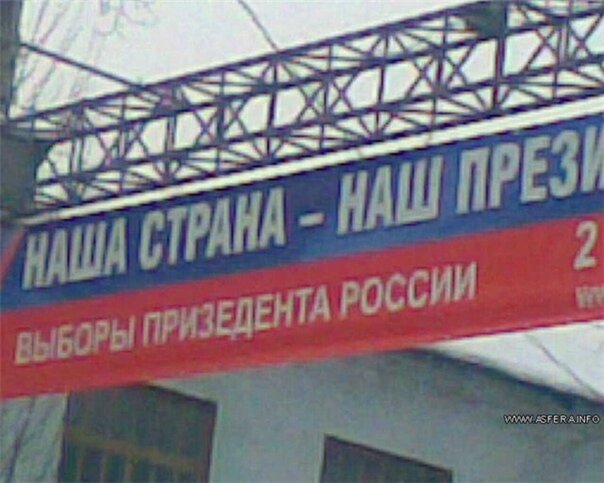 НАША СТРАНА – НАШ ПРЕЗИ
2
ВЫБОРЫ ПРИЗЕДЕНТА РОССИИ
WWW.ASFERA.INFO